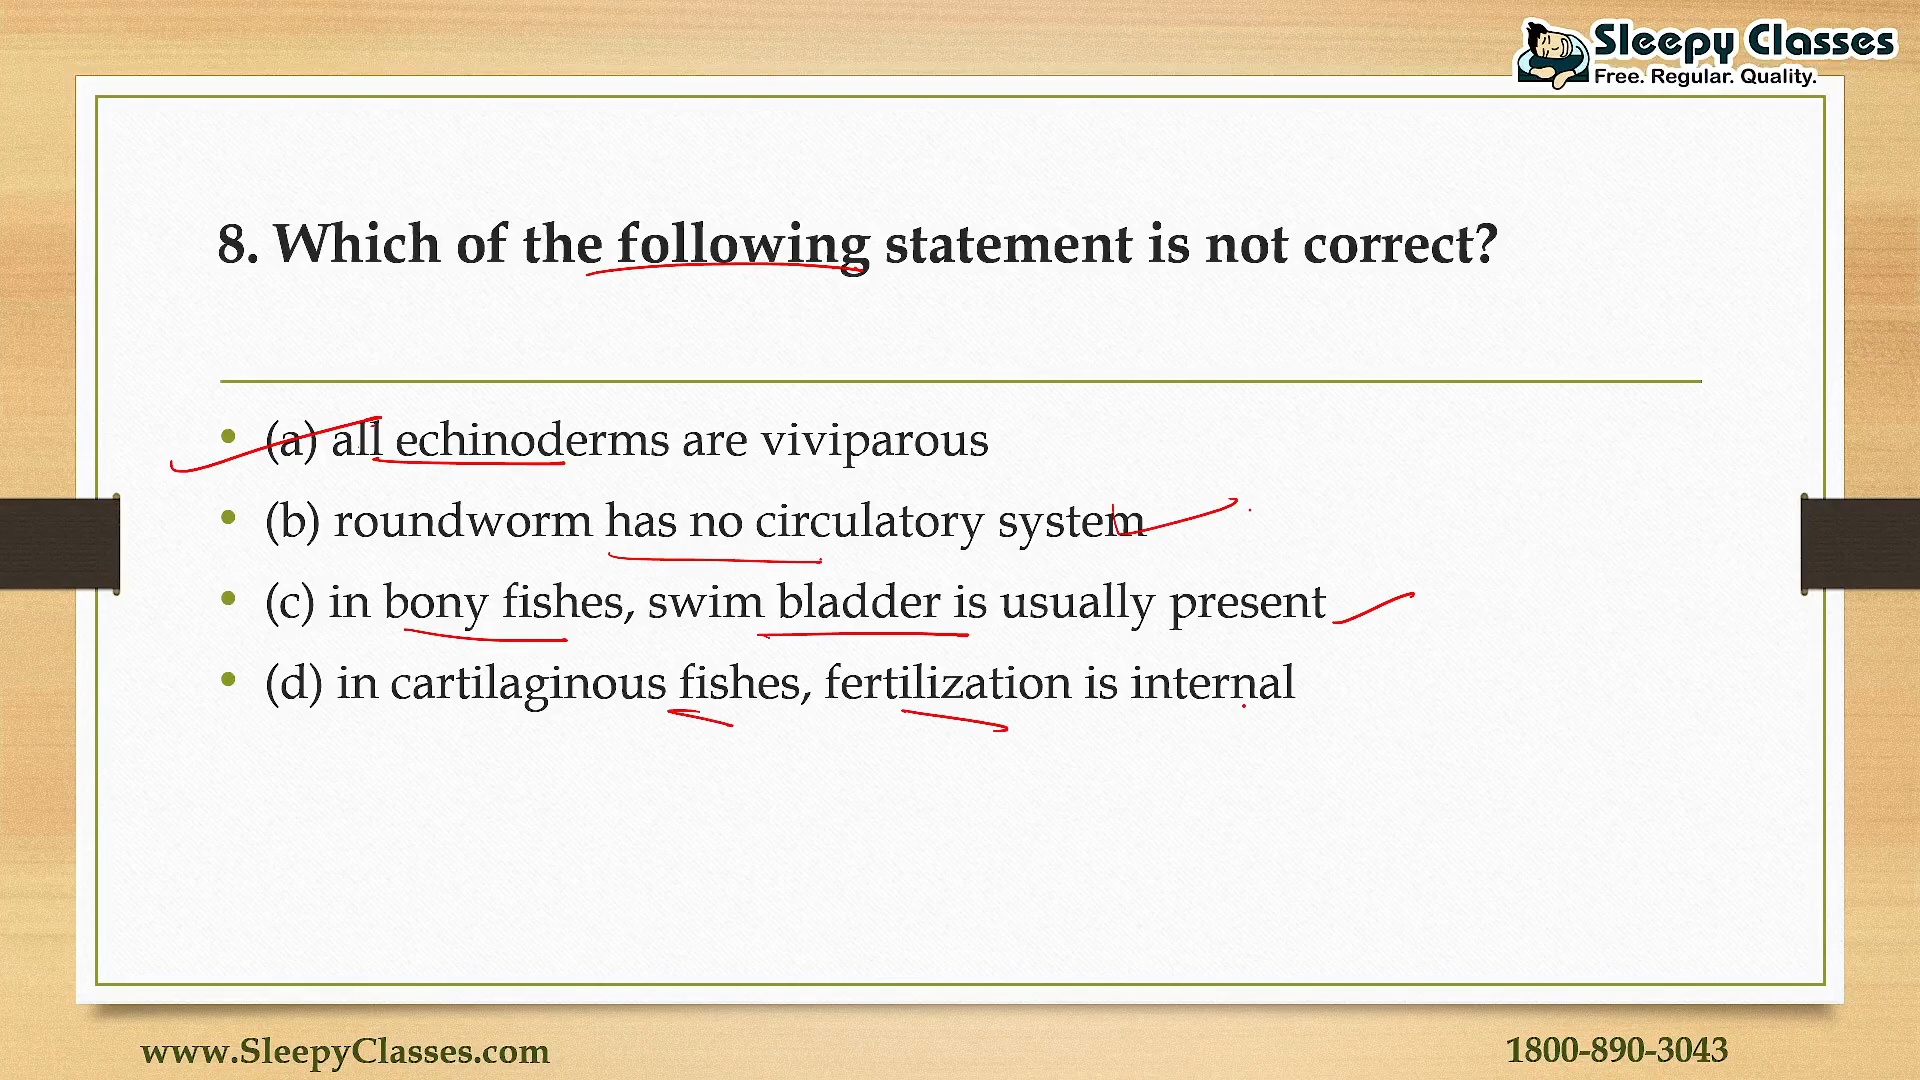 Sleepy Classes
Free. Regular. Quality.
8. Which of the following statement is not correct?
• (a) all echinoderms are viviparous
• (b) roundworm has no circulatory system
• (c) in bony fishes, swim bladder is usually present
• (d) in cartilaginous fishes, fertilization is internal
www.SleepyClasses.com
1800-890-3043